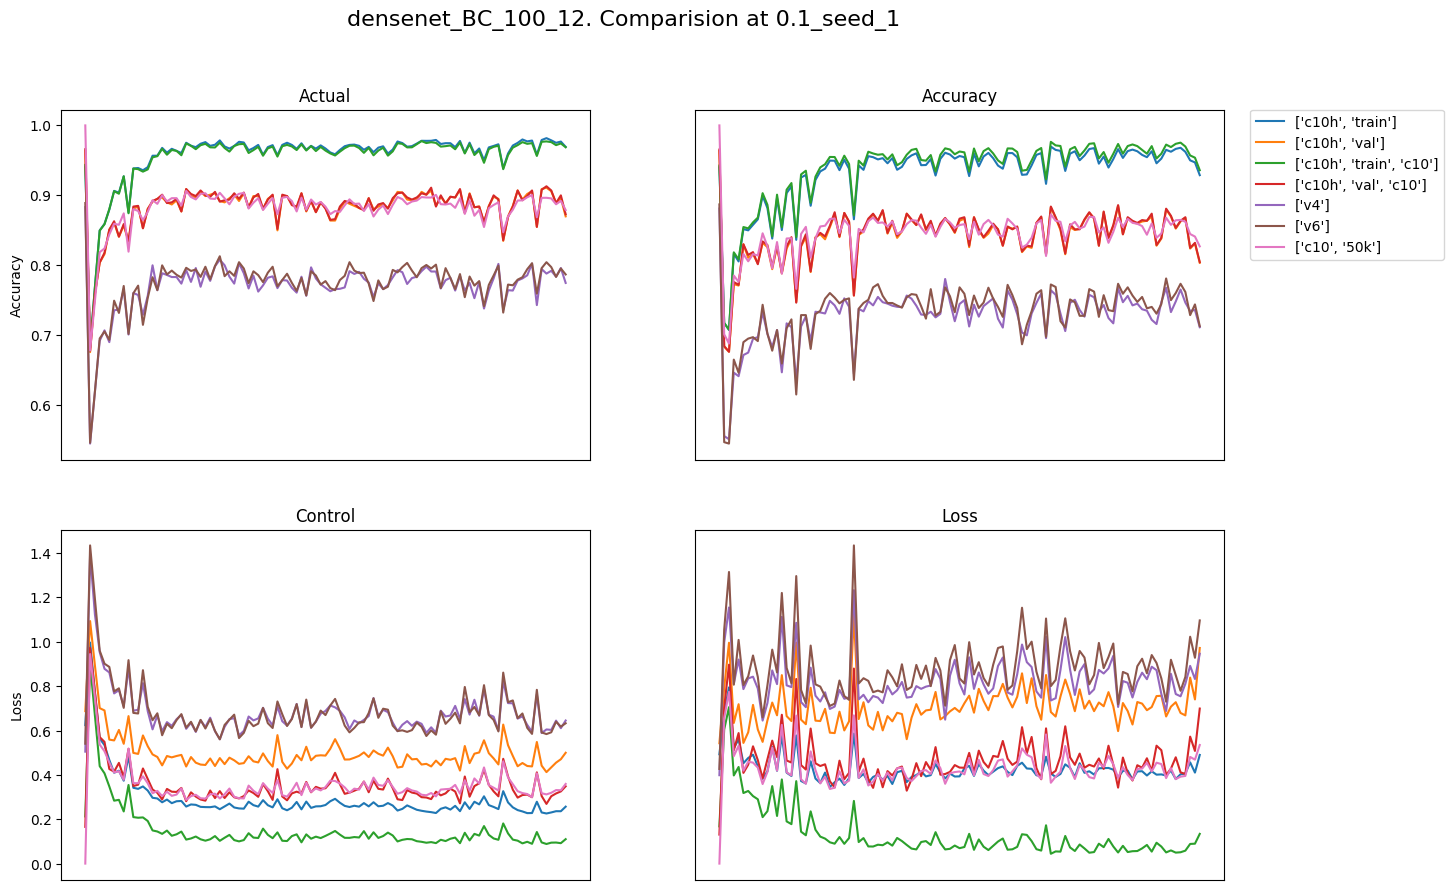 densenet_BC_100_12. Comparision at 0.1_seed_1
Actual
Accuracy
1.0
0.9
0.8
0.7
0.6
Accuracy
['c10h', 'train']
['c10h', 'val']
['c10h', 'train', 'c10']
['c10h', 'val', 'c10']
['v4']
['v6']
['c10', '50k']
Control
Loss
1.4
1.2
1.0
0.8
0.6
0.4
0.2
0.0
Loss